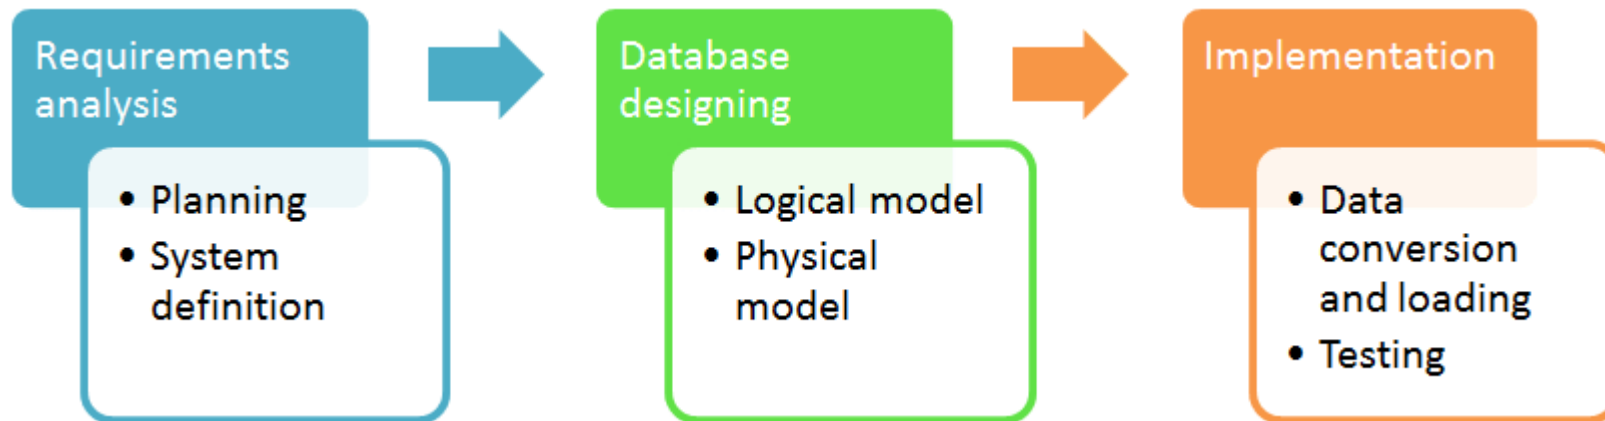 Requirements
analysis
• Planning
• System
definition
Database
designing
• Logical model
• Physical
model
Implementation
• Data
conversion
and loading
• Testing